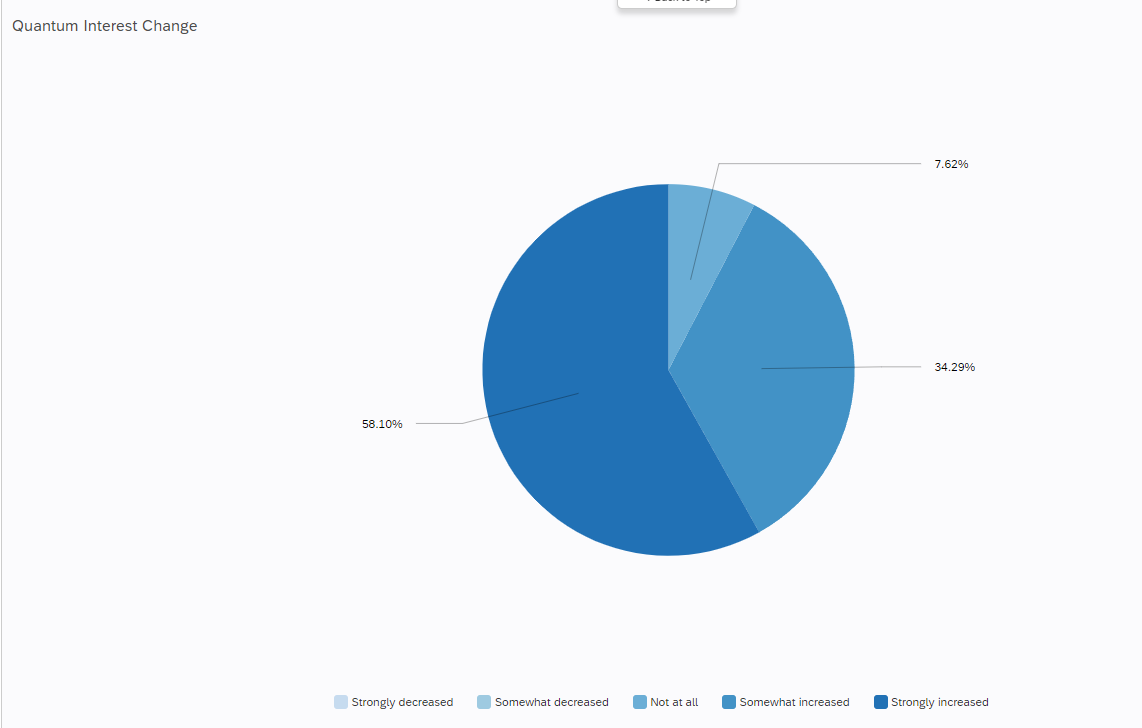 Quantum Interest Change
7.62%
34.29%
58.10%
Strongly decreased
Somewhat decreased
Not at all
Somewhat increased
Strongly increased